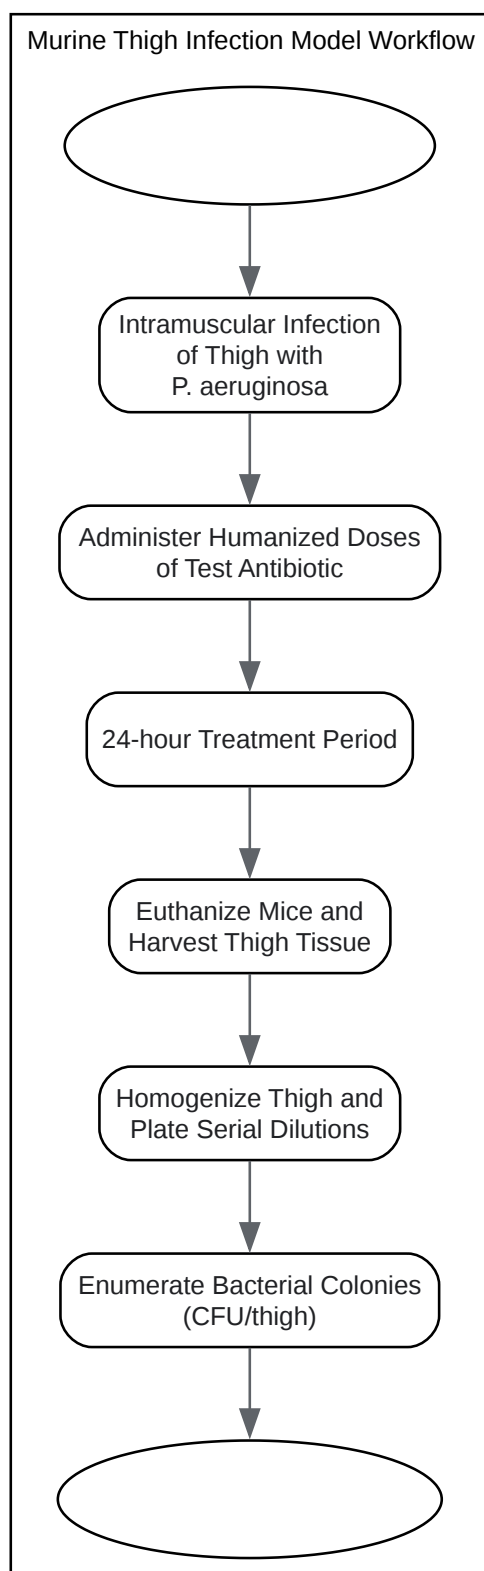 Murine Thigh Infection Model Workflow
Intramuscular Infection
of Thigh with
P. aeruginosa
Administer Humanized Doses
of Test Antibiotic
24-hour Treatment Period
Euthanize Mice and
Harvest Thigh Tissue
Homogenize Thigh and
Plate Serial Dilutions
Enumerate Bacterial Colonies
(CFU/thigh)